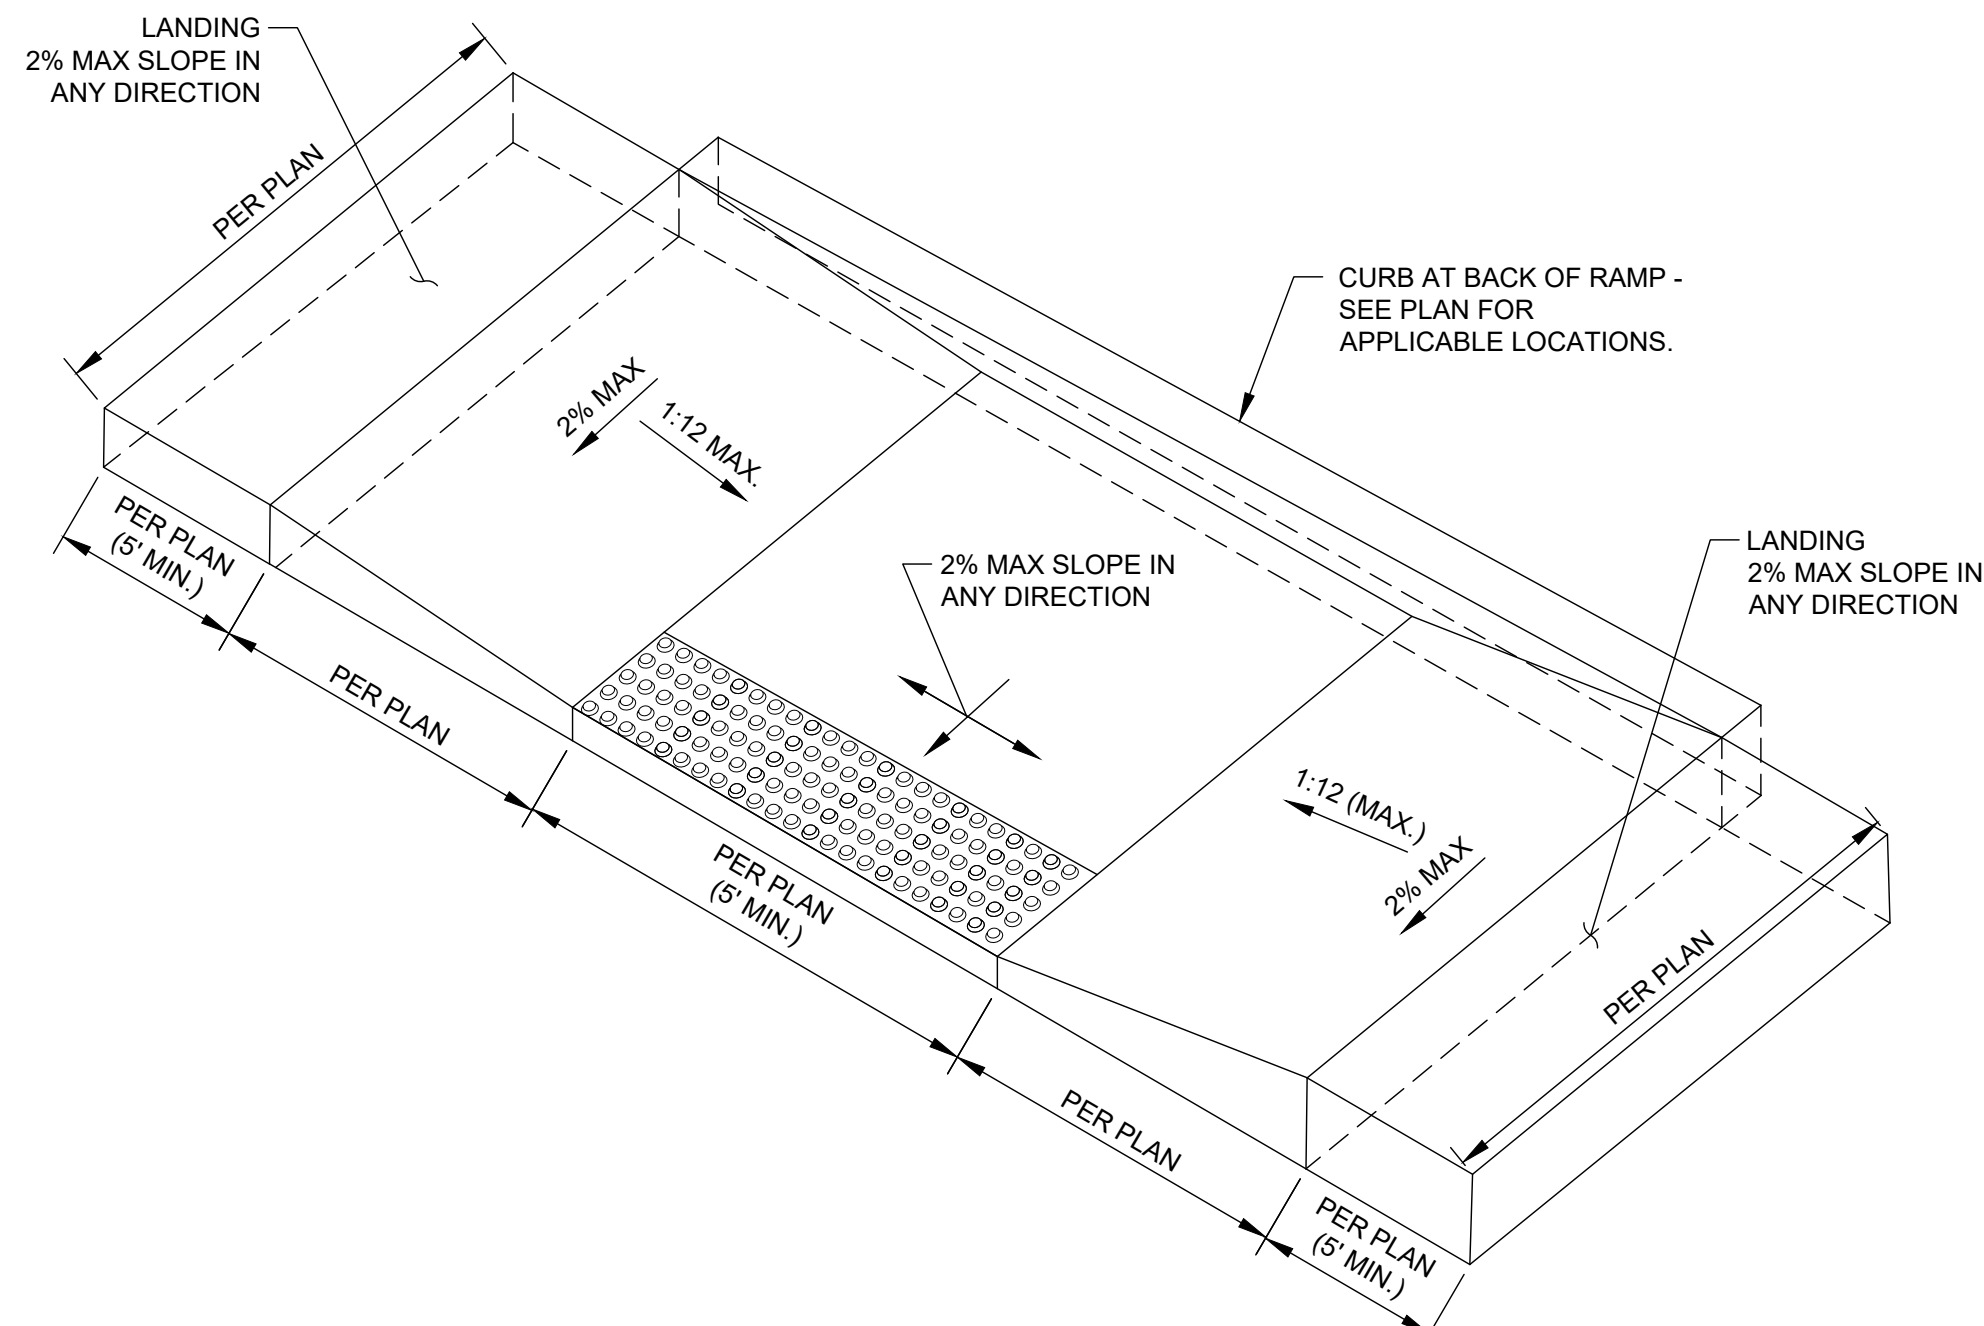 LANDING
2% MAX SLOPE IN
ANY DIRECTION
PER PLAN
CURB AT BACK OF RAMP -
SEE PLAN FOR
APPLICABLE LOCATIONS.
2% MAX
1:12 MAX.
PER PLAN
(5' MIN.)
2% MAX SLOPE IN
ANY DIRECTION
LANDING
2% MAX SLOPE IN
ANY DIRECTION
PER PLAN
1:12 (MAX.)
2% MAX
PER PLAN
(5' MIN.)
PER PLAN
PER PLAN
PER PLAN
(5' MIN.)